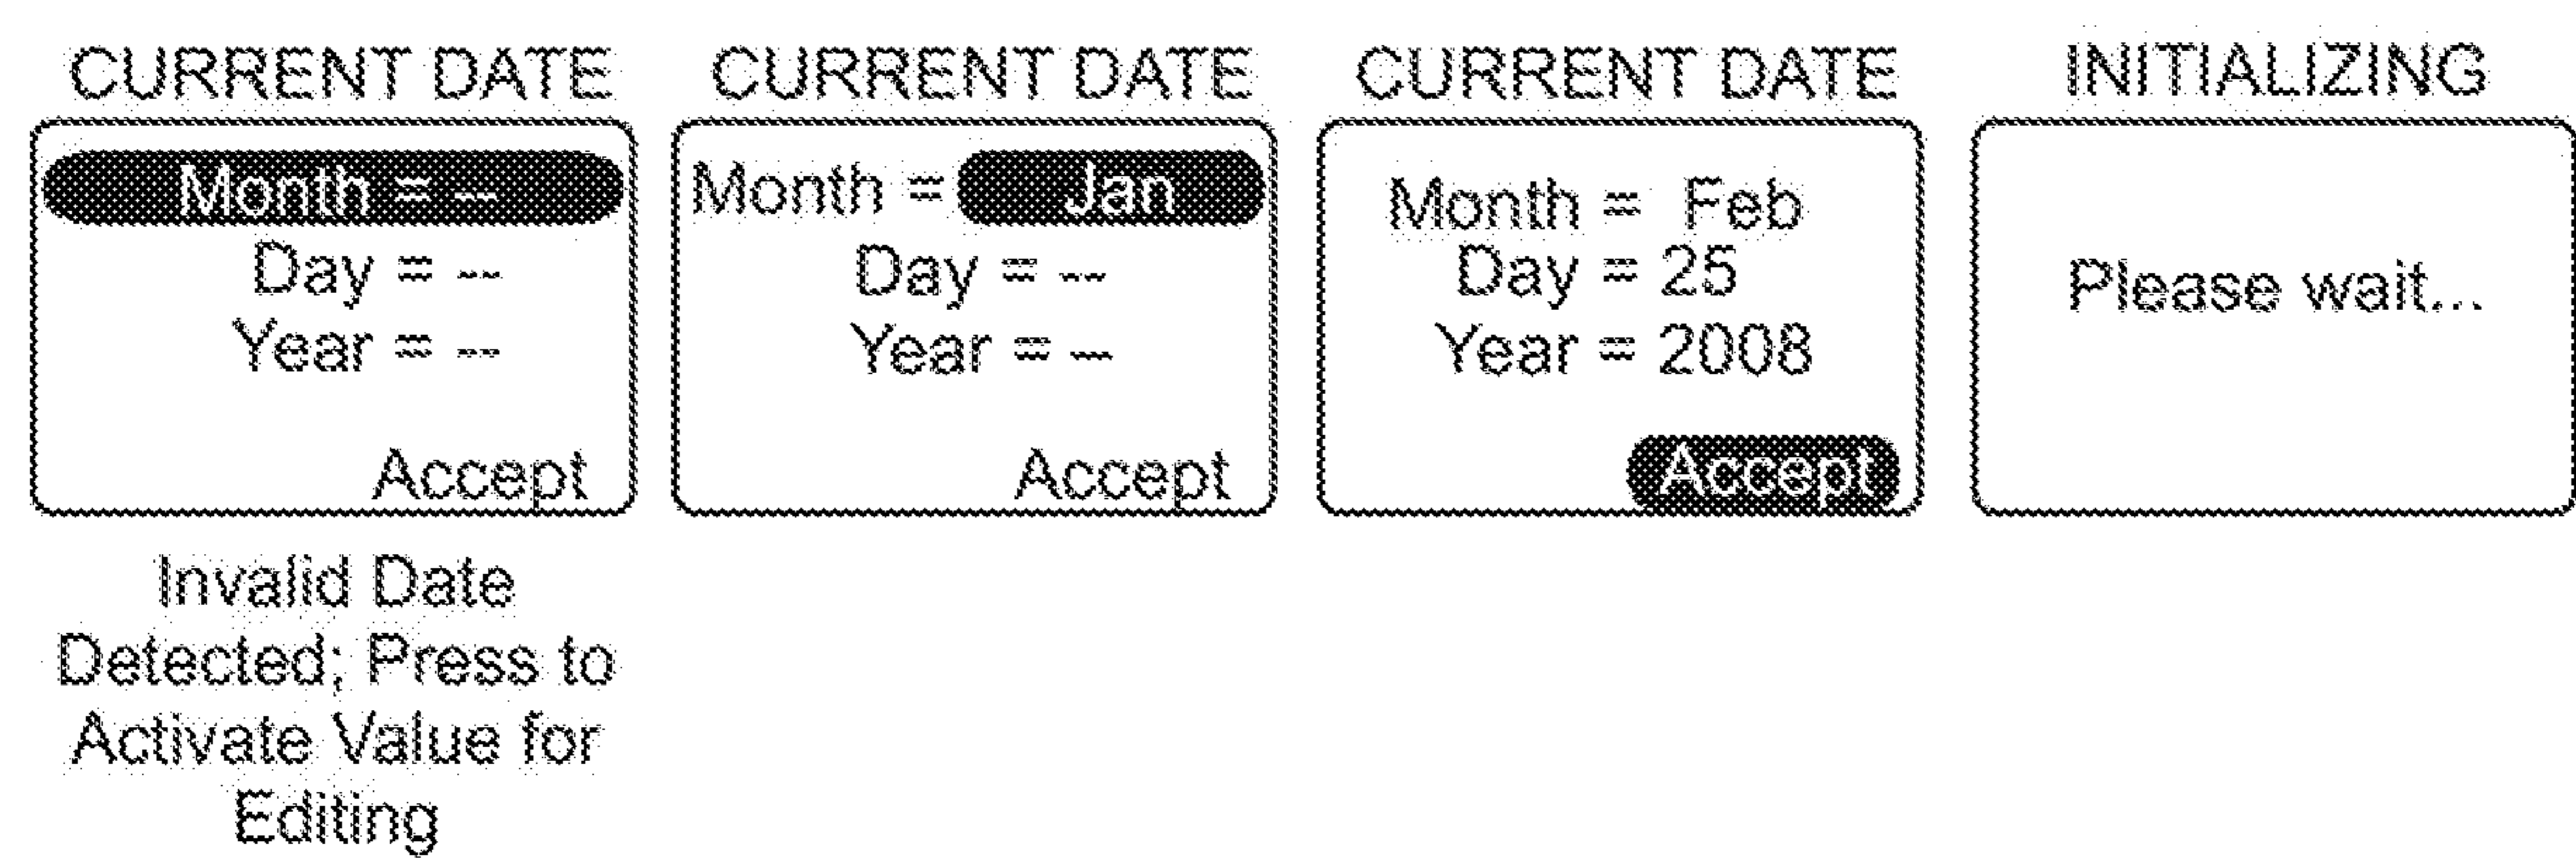 CURRENT DATE
Month = --
Day = --
Year = --
Accept
Invalid Date
Detected; Press to
Activate Value for
Editing
CURRENT DATE
Month = Jan
Day = --
Year = --
Accept
CURRENT DATE
Month = Feb
Day = 25
Year = 2008
Accept
INITIALIZING
Please wait...